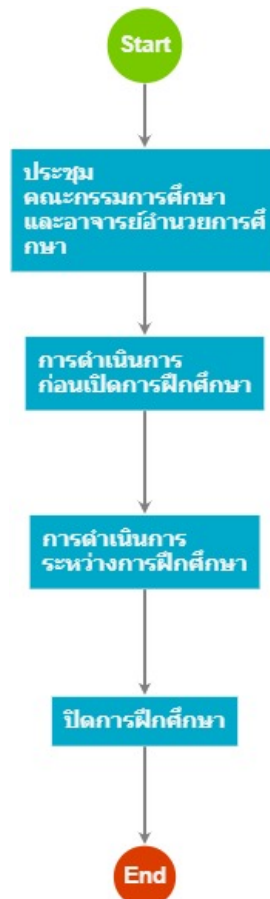 Start
ประชุม
คณะกรรมการศึกษา
และอาจารย์อำนวยการศึ
กษา
การดำเนินการ
ก่อนเปิดการฝึกศึกษา
การดำเนินการ
ระหว่างการฝึกศึกษา
ปิดการฝึกศึกษา
End